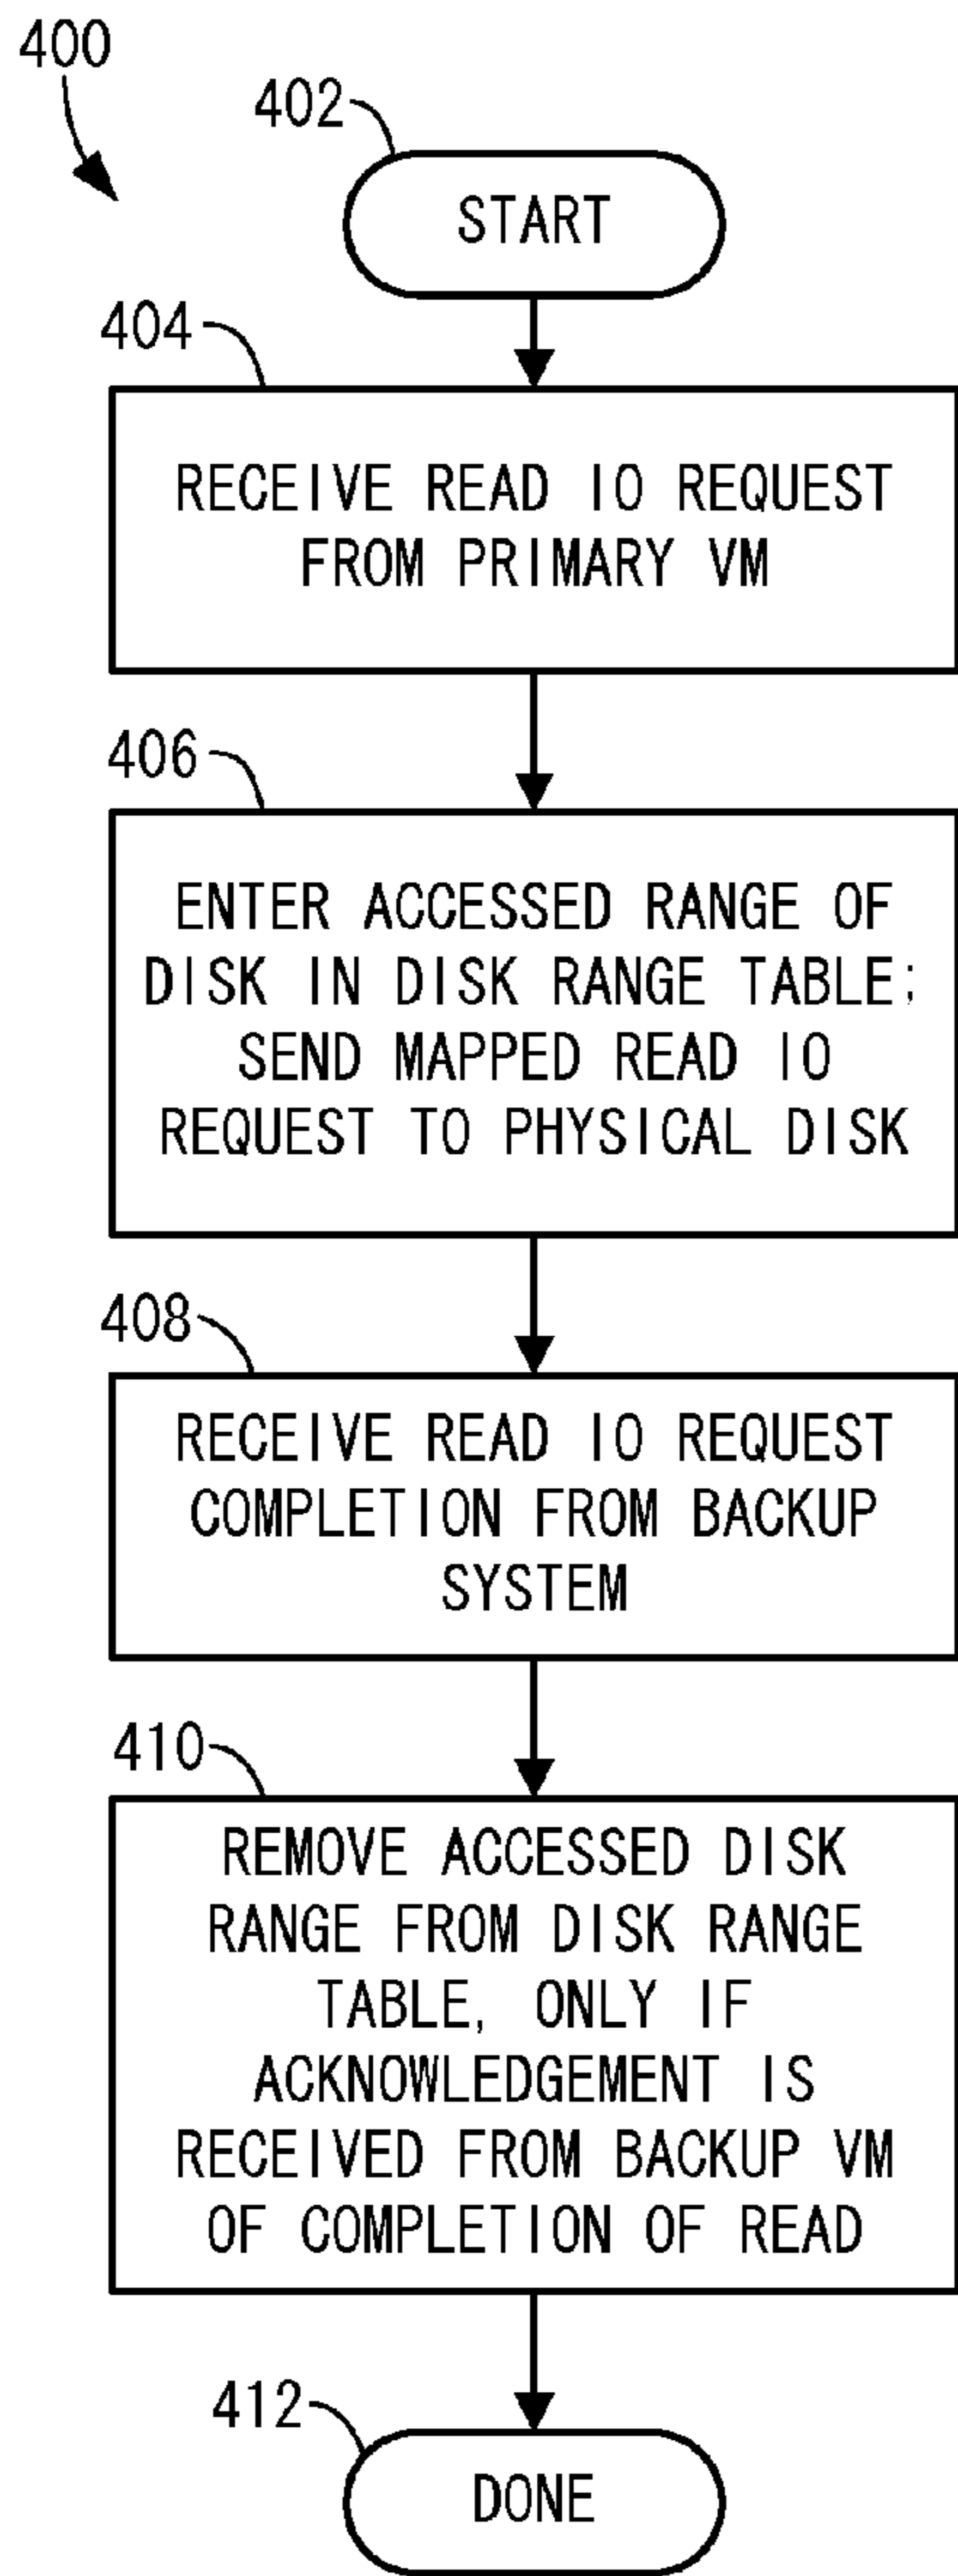 400
402
START
404
RECEIVE READ IO REQUEST
FROM PRIMARY VM
406
ENTER ACCESSED RANGE OF
DISK IN DISK RANGE TABLE;
SEND MAPPED READ IO
REQUEST TO PHYSICAL DISK
408
RECEIVE READ IO REQUEST
COMPLETION FROM BACKUP
SYSTEM
410
REMOVE ACCESSED DISK
RANGE FROM DISK RANGE
TABLE, ONLY IF
ACKNOWLEDGEMENT IS
RECEIVED FROM BACKUP VM
OF COMPLETION OF READ
412
DONE